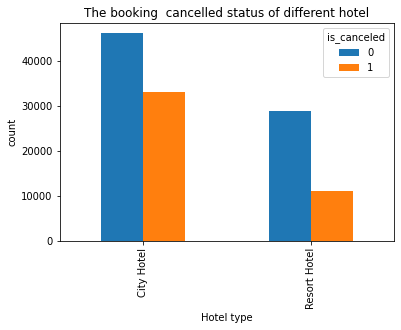 The booking  cancelled status of different hotel
is_canceled
0
1
40000
30000
20000
10000
0
count
City Hotel
Resort Hotel
Hotel type